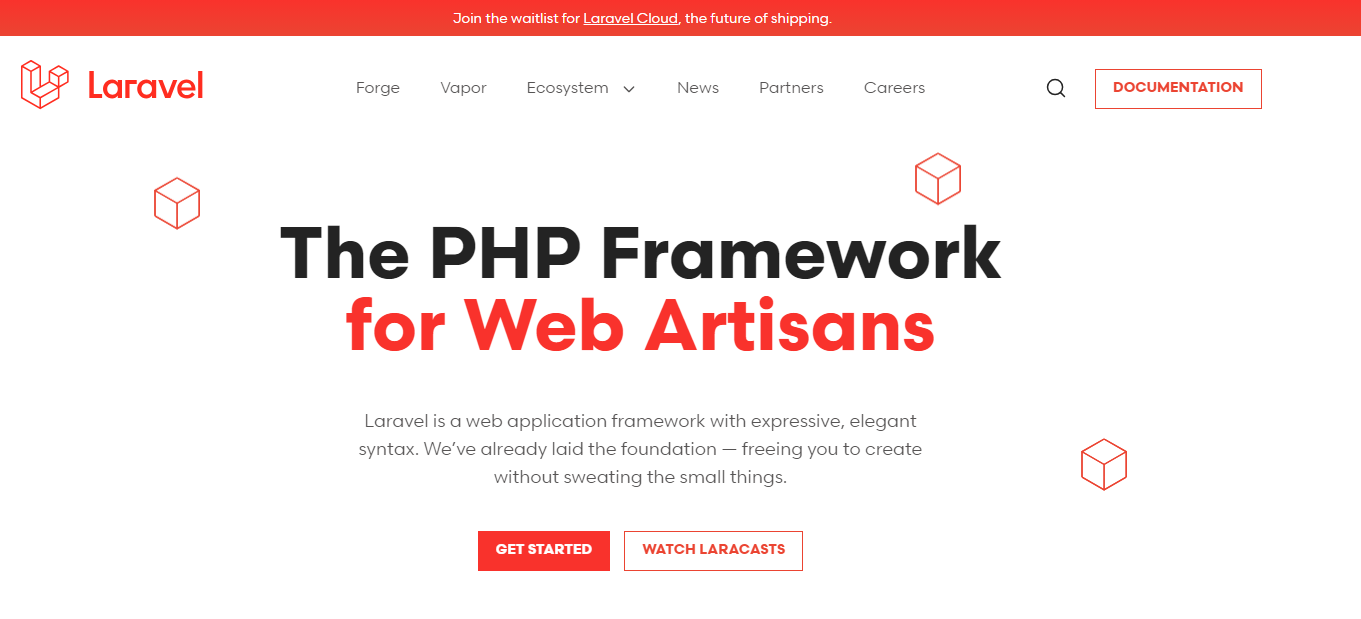 Join the waitlist for Laravel Cloud, the future of shipping.
Laravel
Forge
Vapor
Ecosystem
News
Partners
Careers
DOCUMENTATION
The PHP Framework
for Web Artisans
Laravel is a web application framework with expressive, elegant
syntax. We’ve already laid the foundation — freeing you to create
without sweating the small things.
GET STARTED
WATCH LARACASTS